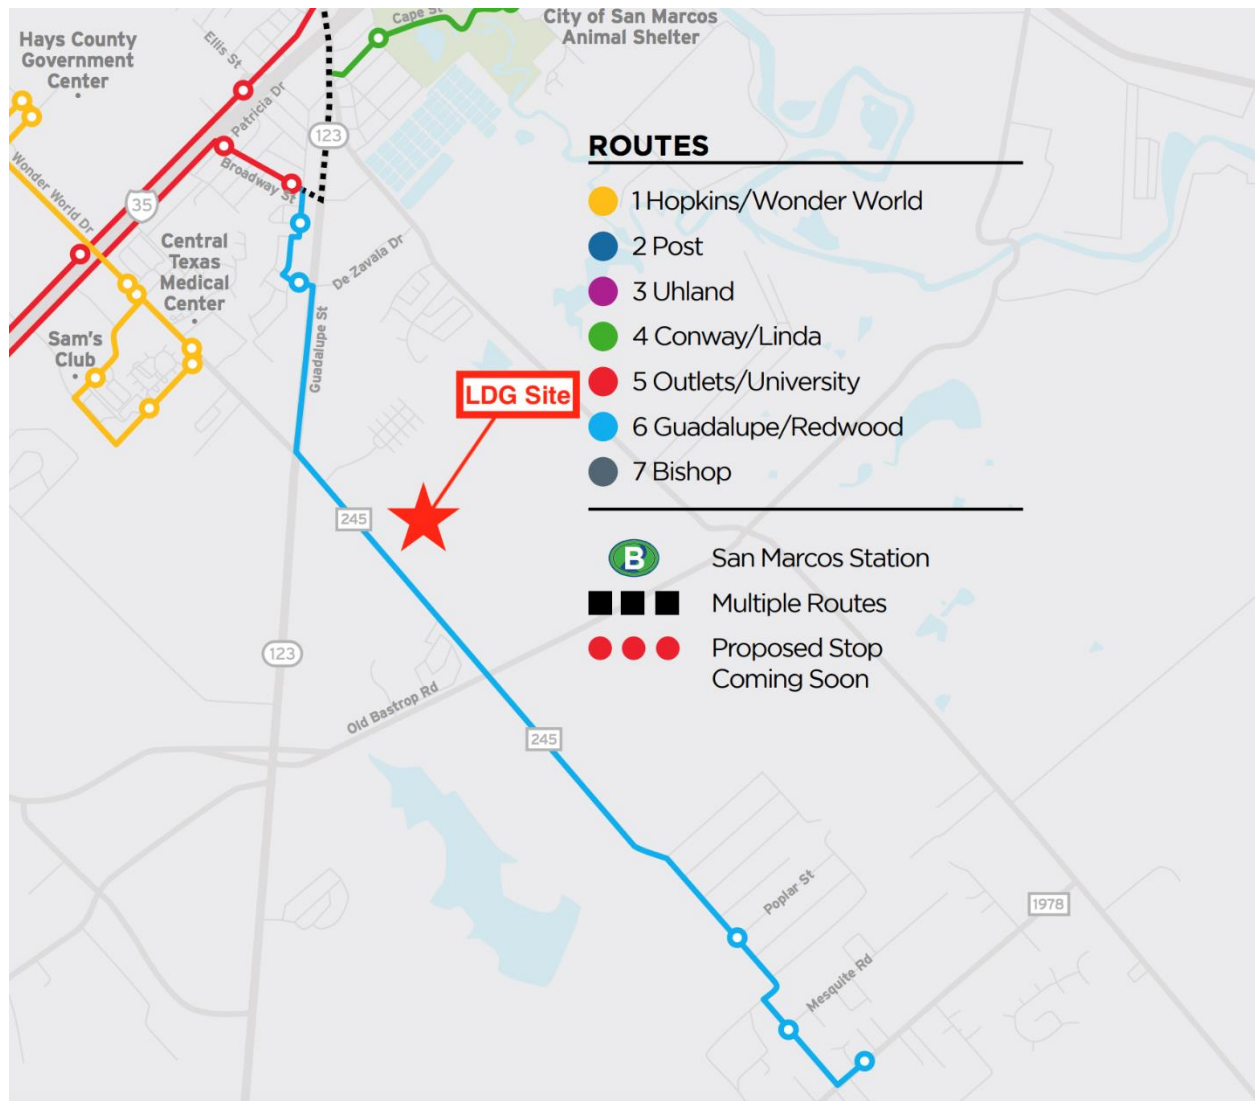 Cape St
City of San Marcos
Animal Shelter
Hays County
Government
Center
Ellis St
Patricia Dr
123
Broadway St
Wonder World Dr
35
Central
Texas
Medical
Center
De Zavala Dr
Guadalupe St
Sam's
Club
LDG Site
ROUTES
1 Hopkins/Wonder World
2 Post
3 Uhland
4 Conway/Linda
5 Outlets/University
6 Guadalupe/Redwood
7 Bishop
B
San Marcos Station
Multiple Routes
Proposed Stop
Coming Soon
245
123
Old Bastrop Rd
245
Poplar St
1978
Mesquite Rd